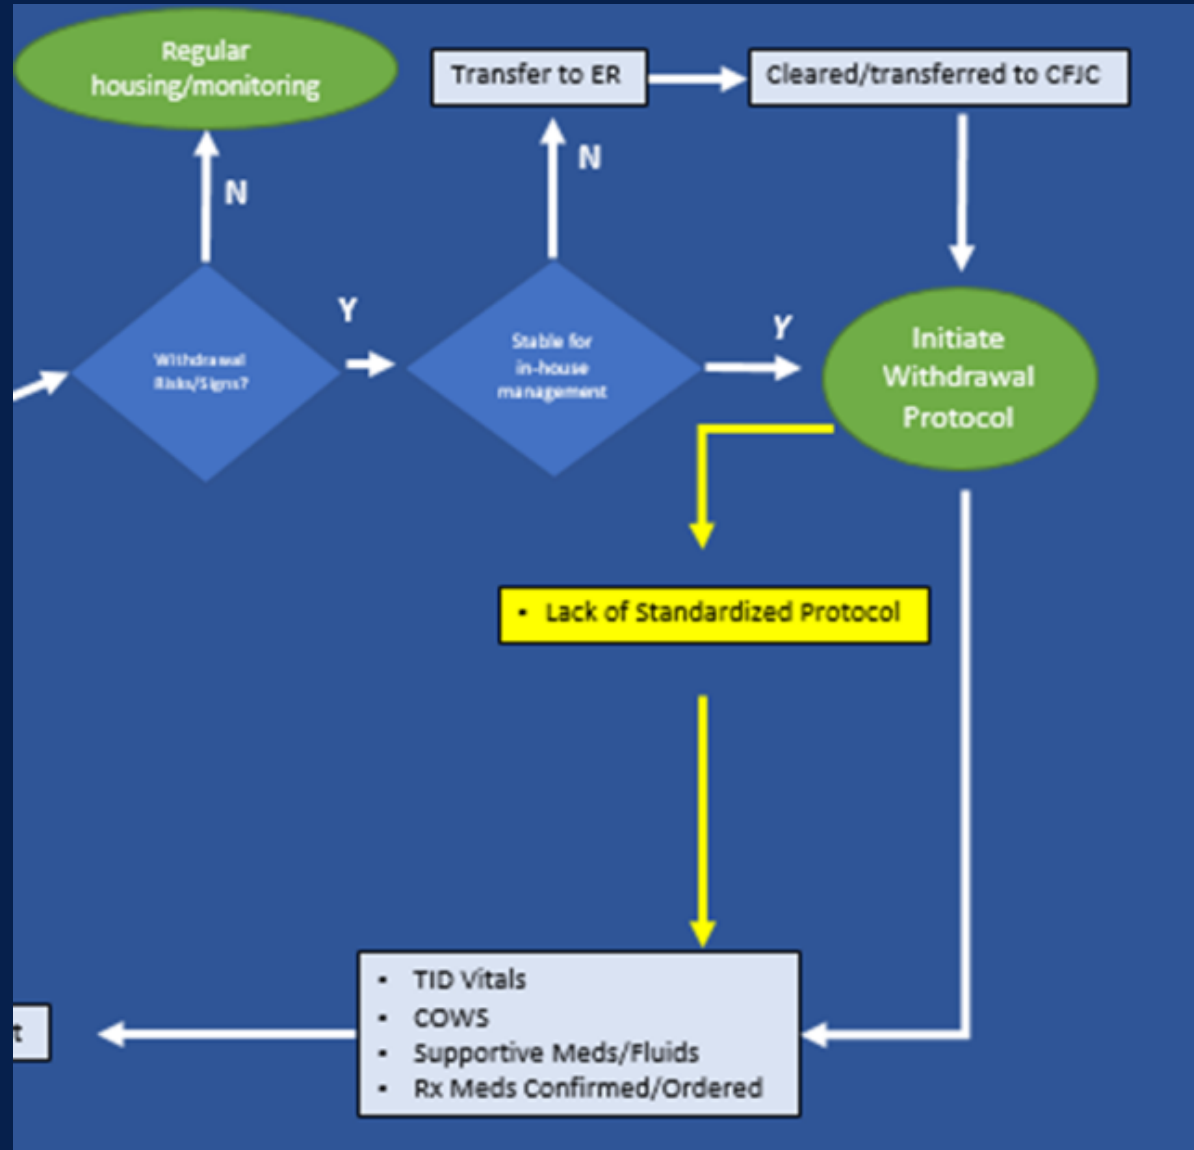 Regular
housing/monitoring
Transfer to ER
Cleared/transferred to CFJC
N
N
Withdrawal
Risks/Signs?
Y
Stable for
in-house
management
Y
Initiate
Withdrawal
Protocol
▪ Lack of Standardized Protocol
▪ TID Vitals
▪ COWS
▪ Supportive Meds/Fluids
▪ Rx Meds Confirmed/Ordered
t